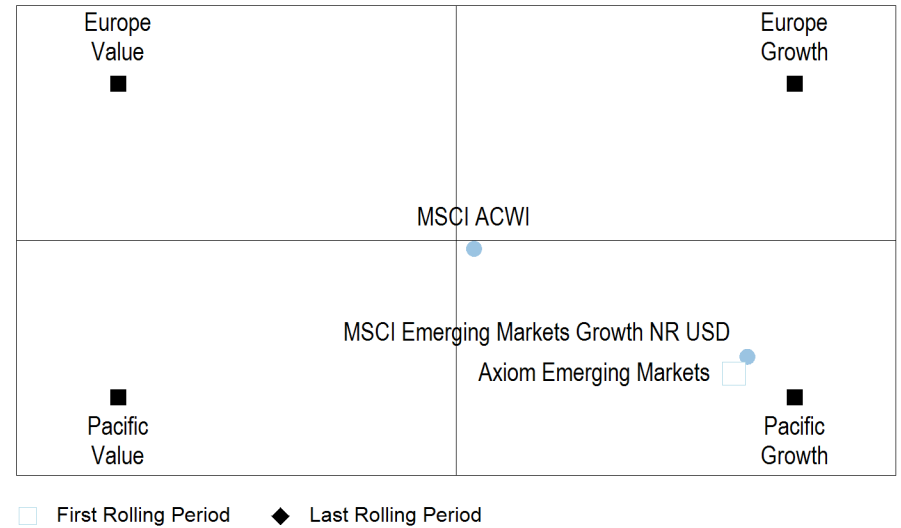 Europe
Value
Europe
Growth
MSCI ACWI
MSCI Emerging Markets Growth NR USD
Axiom Emerging Markets
Pacific
Value
Pacific
Growth
First Rolling Period
Last Rolling Period